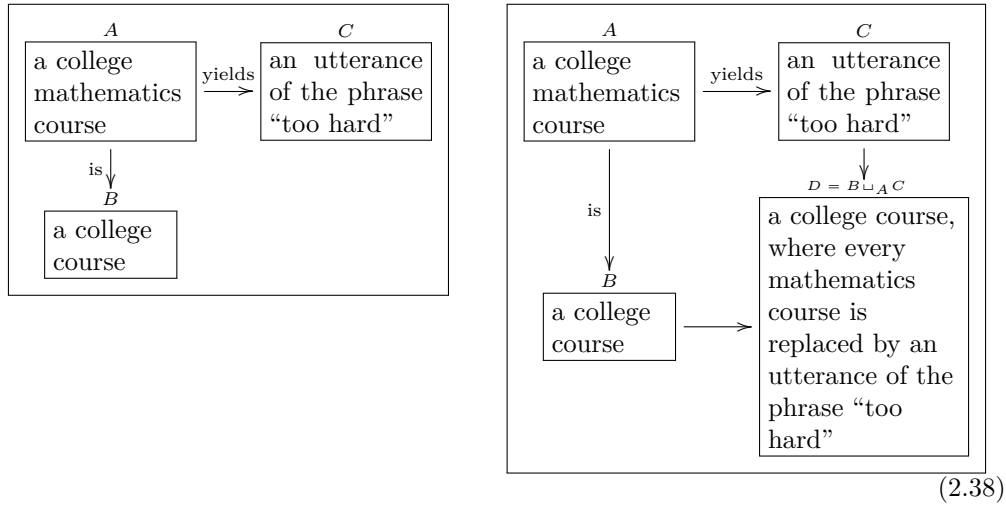 A
a college
mathematics
course
yields
C
an utterance
of the phrase
“too hard”
is
B
a college
course
A
a college
mathematics
course
yields
C
an utterance
of the phrase
“too hard”
is
D = B ⊔_A C
a college course,
where every
mathematics
course is
replaced by an
utterance of the
phrase “too
hard”
B
a college
course
(2.38)